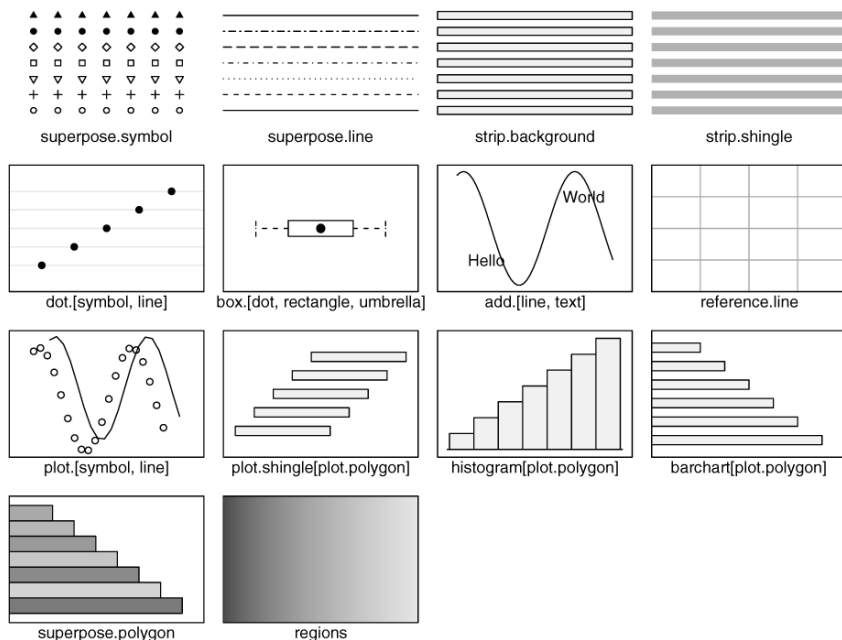 superpose.symbol
superpose.line
strip.background
strip.shingle
dot.[symbol, line]
box.[dot, rectangle, umbrella]
World
Hello
add.[line, text]
reference.line
plot.[symbol, line]
plot.shingle[plot.polygon]
histogram[plot.polygon]
barchart[plot.polygon]
superpose.polygon
regions